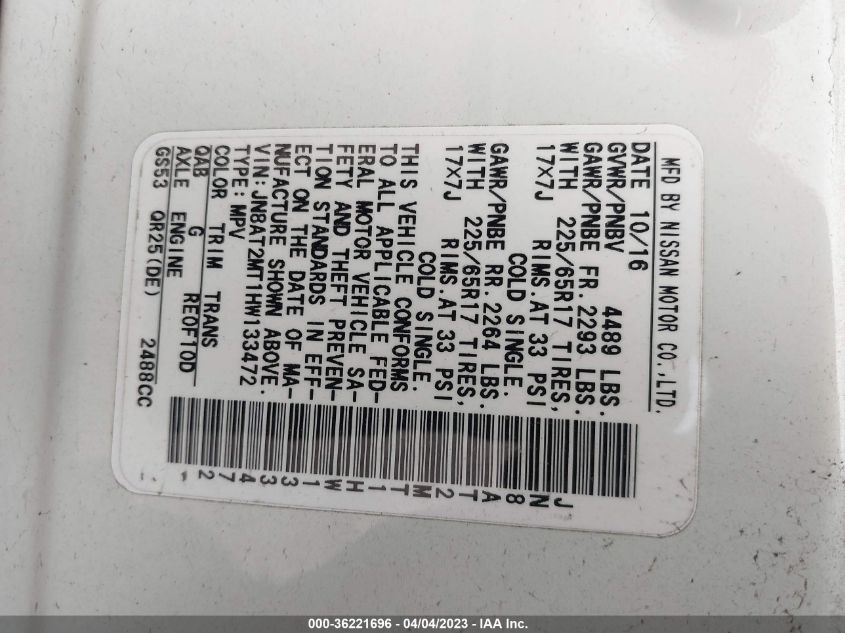 MFD BY NISSAN MOTOR CO.,LTD.
DATE 10/16
GVWR/PNBV 4489 LBS.
GAWR/PNBE FR. 2293 LBS.
WITH 225/65R17 TIRES,
17X7J RIMS.AT 33 PSI
COLD SINGLE.
GAWR/PNBE RR. 2264 LBS.
WITH 225/65R17 TIRES,
17X7J RIMS.AT 33 PSI
COLD SINGLE.
THIS VEHICLE CONFORMS
TO ALL APPLICABLE FED-
ERAL MOTOR VEHICLE SA-
FETY AND THEFT PREVEN-
TION STANDARDS IN EFF-
ECT ON THE DATE OF MA-
NUFACTURE SHOWN ABOVE.
VIN:JN8AT2MT1HW133472
TYPE:MPV
COLOR TRIM TRANS
QAB G RE0F10D
AXLE ENGINE
GS53 QR25(DE) 2488CC
JN8AT2MT1HW133472
000-36221696 - 04/04/2023 - IAA Inc.